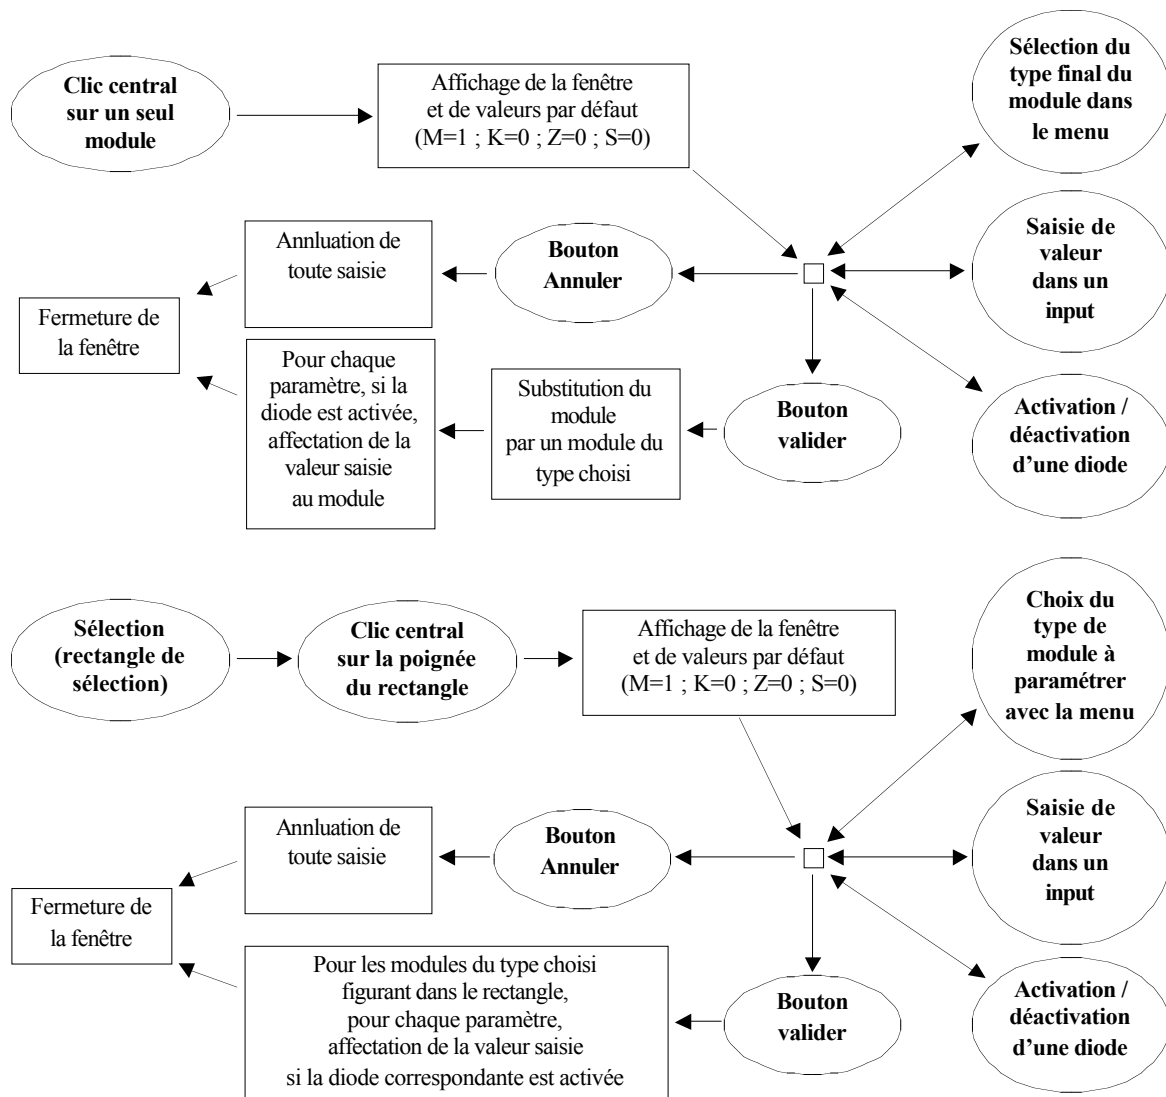 Clic central
sur un seul
module
Affichage de la fenêtre
et de valeurs par défaut
(M=1 ; K=0 ; Z=0 ; S=0)
Sélection du
type final du
module dans
le menu
Annluation de
toute saisie
Bouton
Annuler
Saisie de
valeur
dans un
input
Fermeture de
la fenêtre
Pour chaque
paramètre, si la
diode est activée,
affectation de la
valeur saisie
au module
Substitution du
module
par un module du
type choisi
Bouton
valider
Activation /
déactivation
d’une diode
Sélection
(rectangle de
sélection)
Clic central
sur la poignée
du rectangle
Affichage de la fenêtre
et de valeurs par défaut
(M=1 ; K=0 ; Z=0 ; S=0)
Choix du
type de
module à
paramétrer
avec la menu
Annluation de
toute saisie
Bouton
Annuler
Saisie de
valeur
dans un
input
Fermeture de
la fenêtre
Pour les modules du type choisi
figurant dans le rectangle,
pour chaque paramètre,
affectation de la valeur saisie
si la diode correspondante est activée
Bouton
valider
Activation /
déactivation
d’une diode